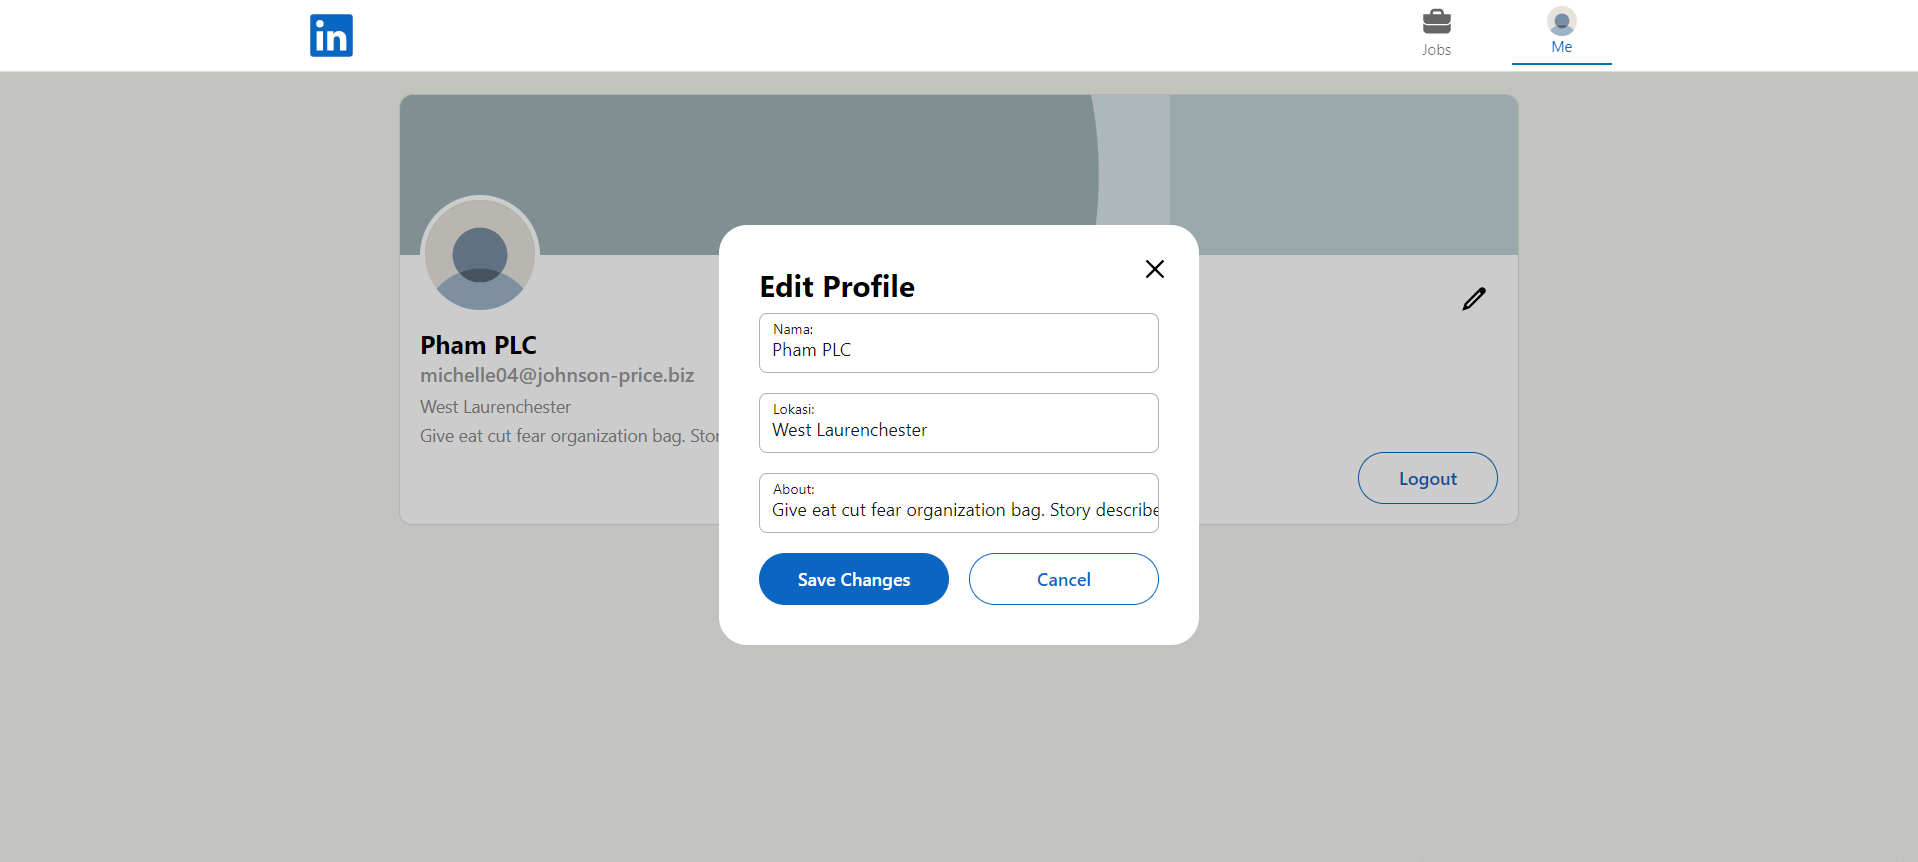 in
Jobs
Me
Pham PLC
michelle04@johnson-price.biz
West Laurenchester
Give eat cut fear organization bag. Stor
Logout
Edit Profile
Nama:
Pham PLC
Lokasi:
West Laurenchester
About:
Give eat cut fear organization bag. Story describe
Save Changes
Cancel